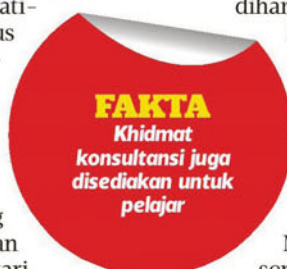 FAKTA
Khidmat
konsultansi juga
disediakan untuk
pelajar